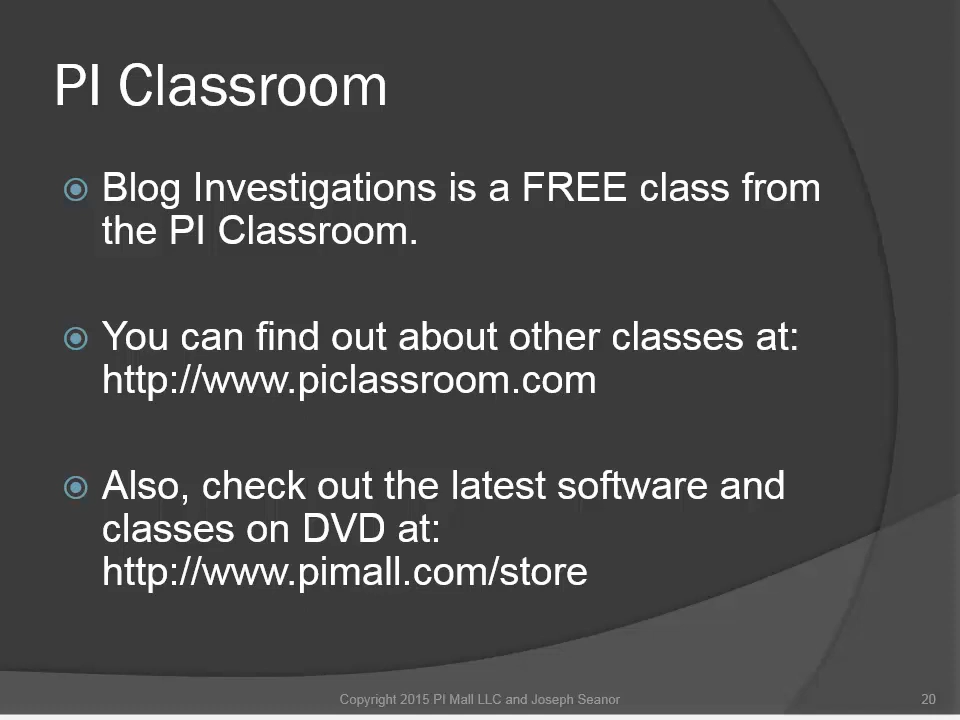 PI Classroom
Blog Investigations is a FREE class from
the PI Classroom.
You can find out about other classes at:
http://www.piclassroom.com
Also, check out the latest software and
classes on DVD at:
http://www.pimall.com/store
Copyright 2015 PI Mall LLC and Joseph Seanor
20